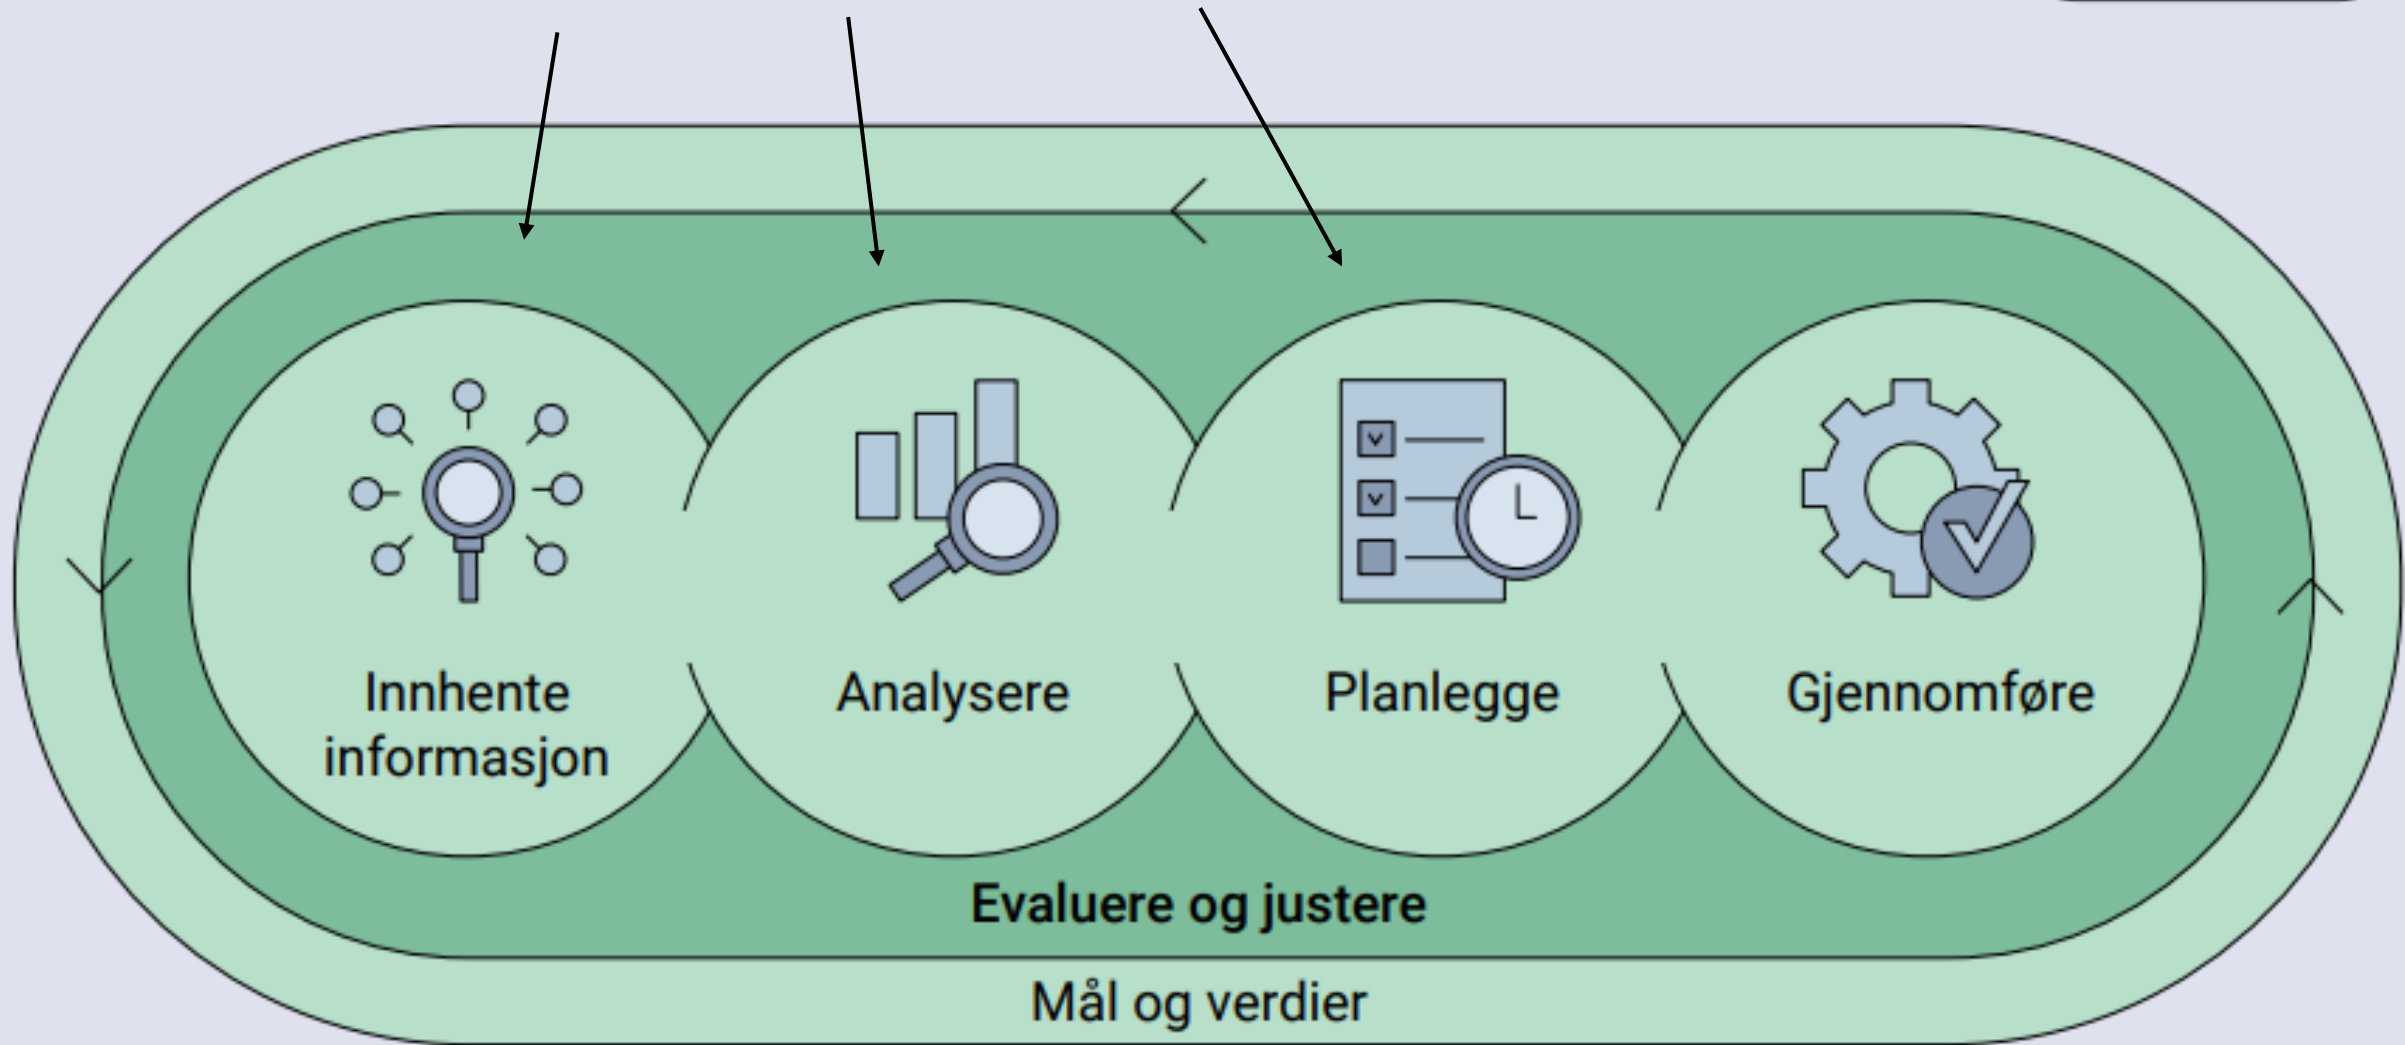 Innhente
informasjon
Analysere
Planlegge
Gjennomføre
Evaluere og justere
Mål og verdier